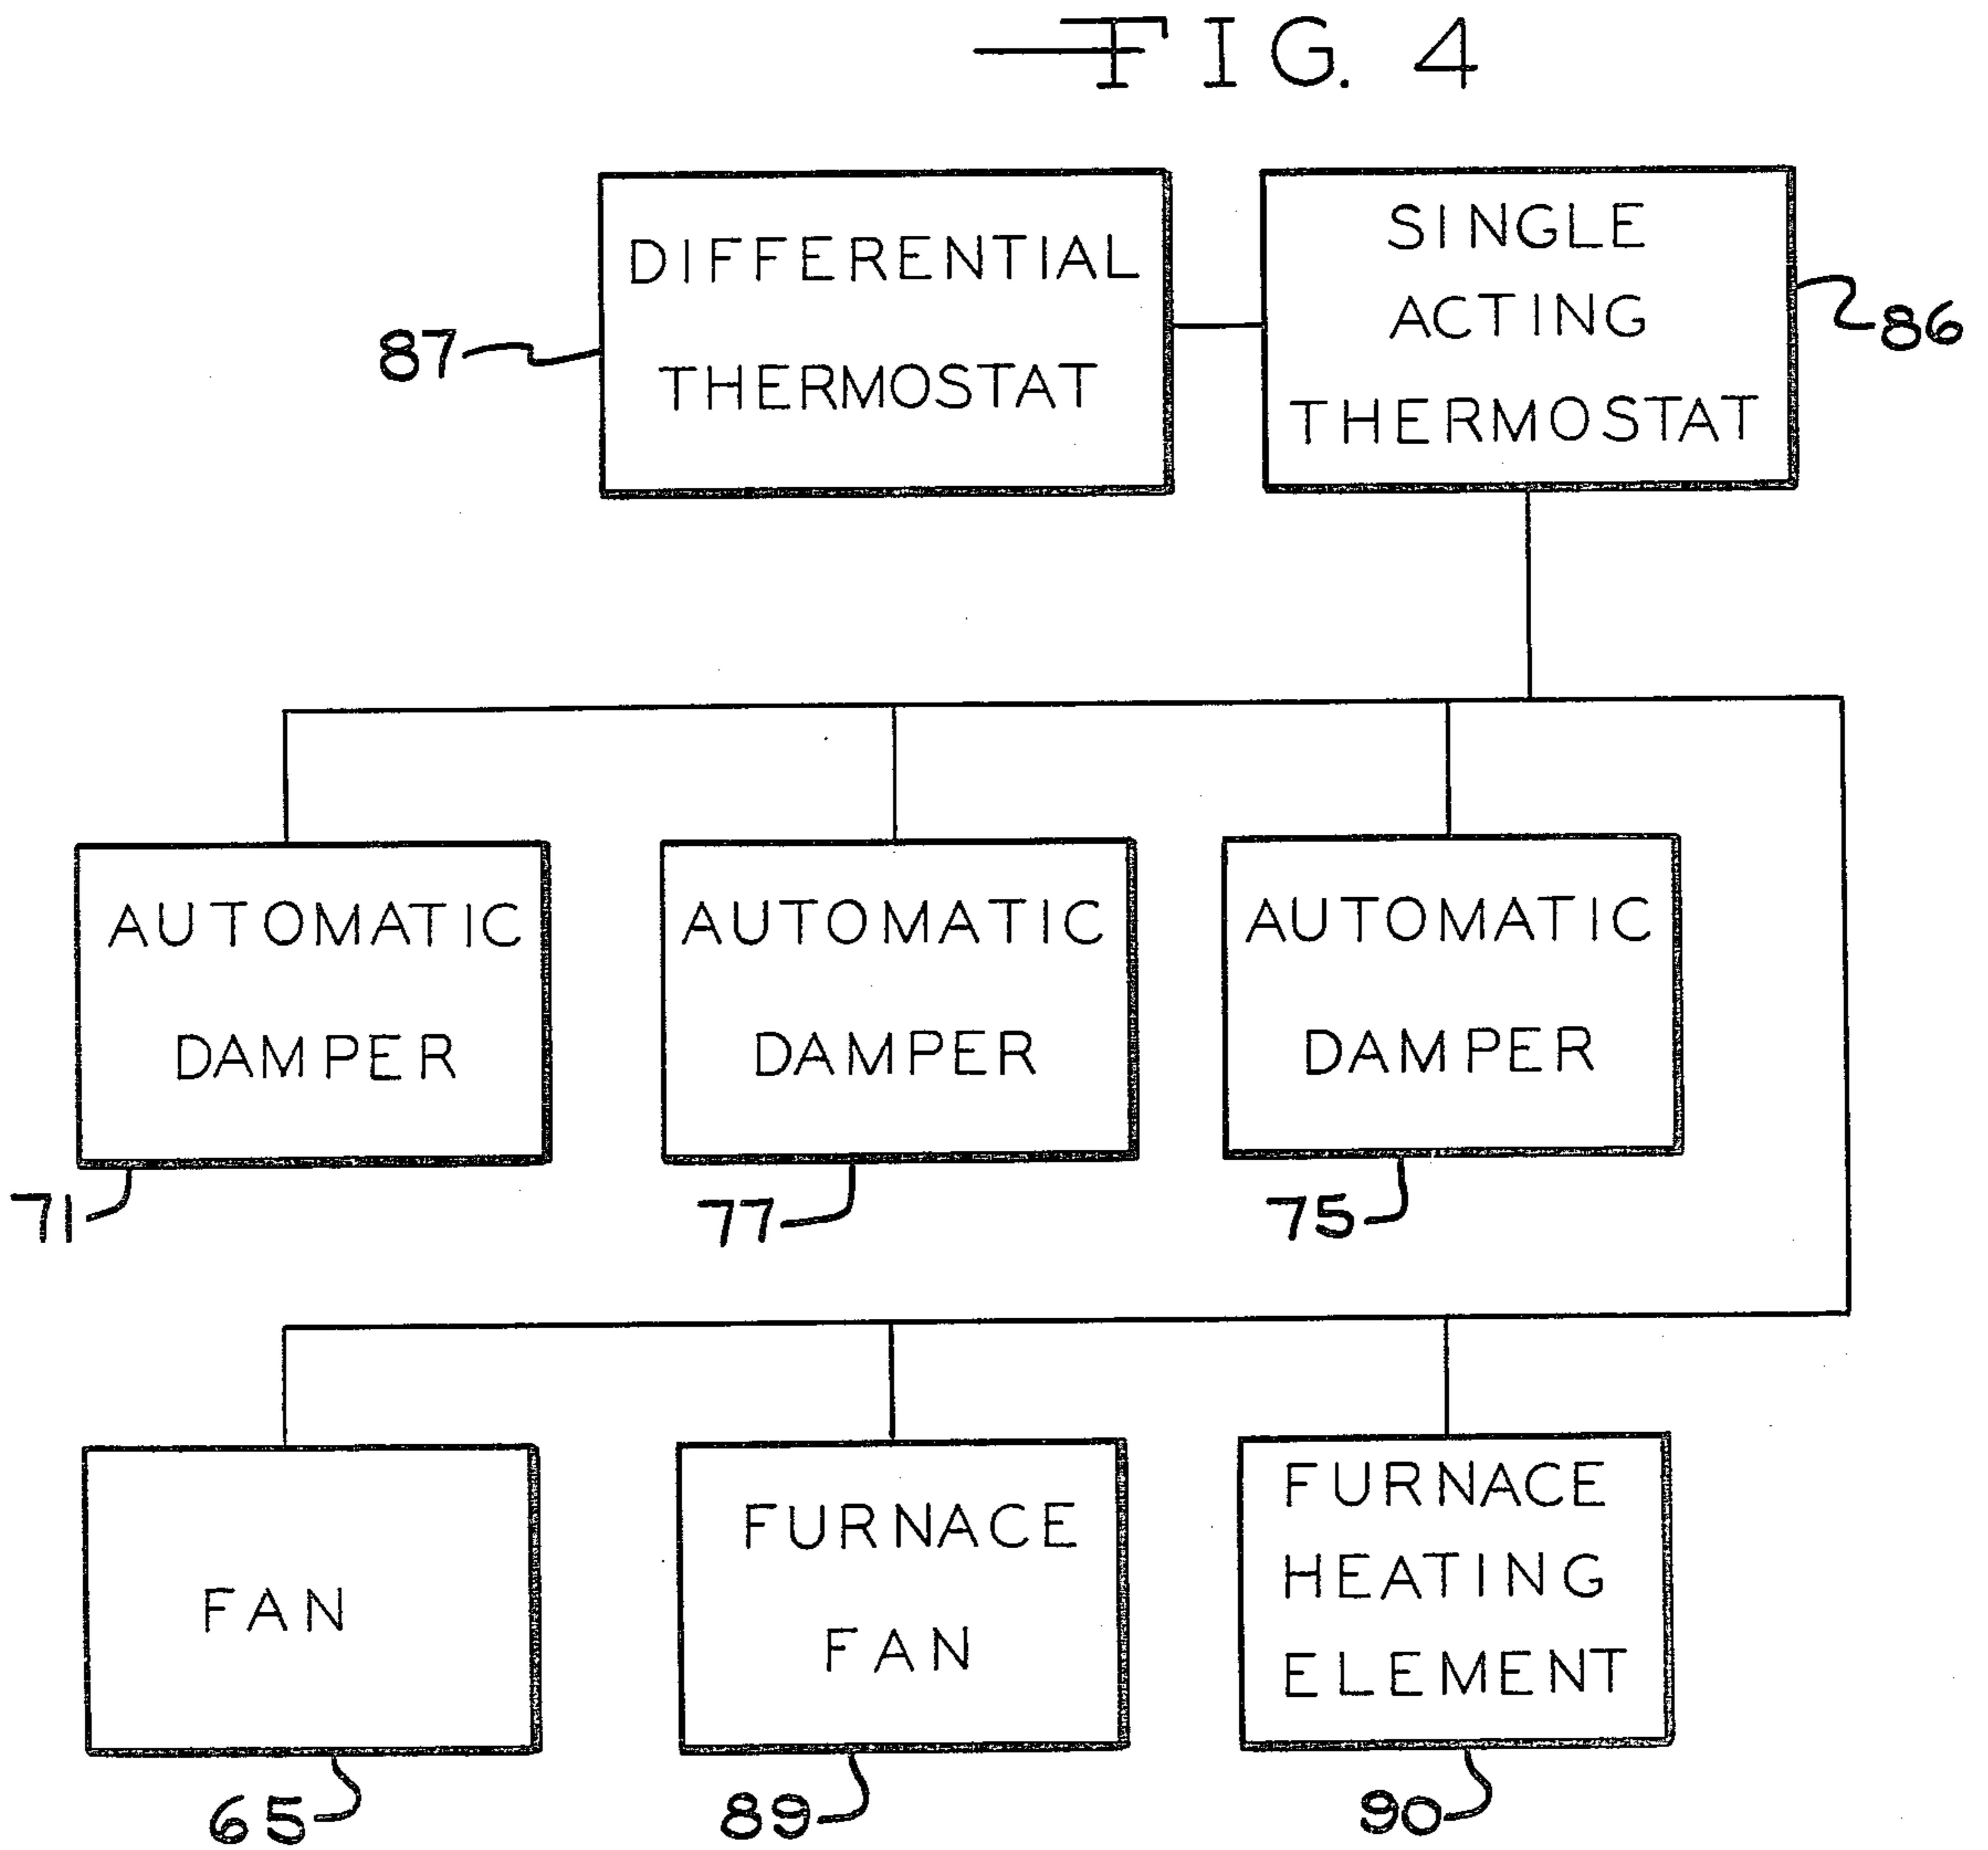 FIG. 4
DIFFERENTIAL
THERMOSTAT
87
SINGLE
ACTING
THERMOSTAT
86
AUTOMATIC
DAMPER
71
AUTOMATIC
DAMPER
77
AUTOMATIC
DAMPER
75
FAN
65
FURNACE
FAN
89
FURNACE
HEATING
ELEMENT
90